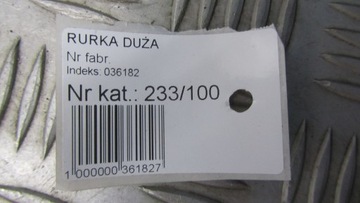 RURKA DUŻA
Nr fabr.
Indeks. 036182
Nr kat.: 233/100
1 000000 361827